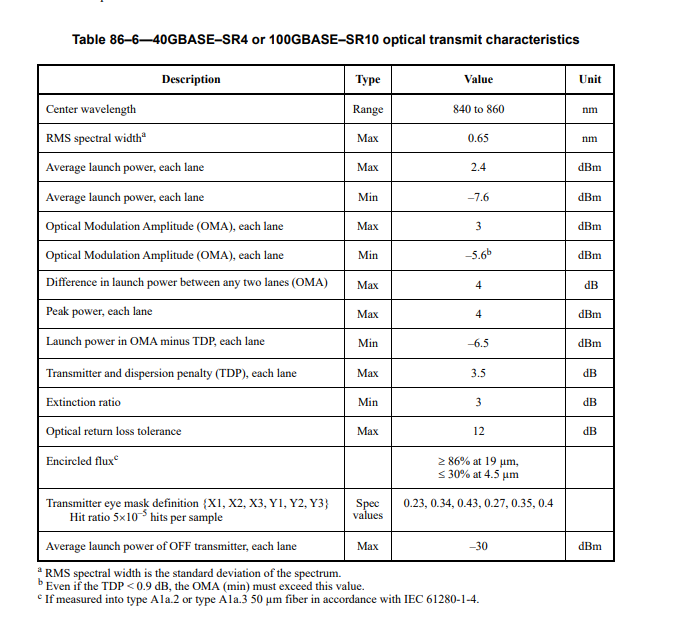 Table 86–6—40GBASE–SR4 or 100GBASE–SR10 optical transmit characteristics
Description Type Value Unit
Center wavelength Range 840 to 860 nm
RMS spectral widthᵃ Max 0.65 nm
Average launch power, each lane Max 2.4 dBm
Average launch power, each lane Min –7.6 dBm
Optical Modulation Amplitude (OMA), each lane Max 3 dBm
Optical Modulation Amplitude (OMA), each lane Min –5.6ᵇ dBm
Difference in launch power between any two lanes (OMA) Max 4 dB
Peak power, each lane Max 4 dBm
Launch power in OMA minus TDP, each lane Min –6.5 dBm
Transmitter and dispersion penalty (TDP), each lane Max 3.5 dB
Extinction ratio Min 3 dB
Optical return loss tolerance Max 12 dB
Encircled fluxᶜ ≥ 86% at 19 µm,
≤ 30% at 4.5 µm
Transmitter eye mask definition {X1, X2, X3, Y1, Y2, Y3} Spec 0.23, 0.34, 0.43, 0.27, 0.35, 0.4
Hit ratio 5×10⁻⁵ hits per sample values
Average launch power of OFF transmitter, each lane Max –30 dBm
ᵃ RMS spectral width is the standard deviation of the spectrum.
ᵇ Even if the TDP < 0.9 dB, the OMA (min) must exceed this value.
ᶜ If measured into type A1a.2 or type A1a.3 50 µm fiber in accordance with IEC 61280-1-4.